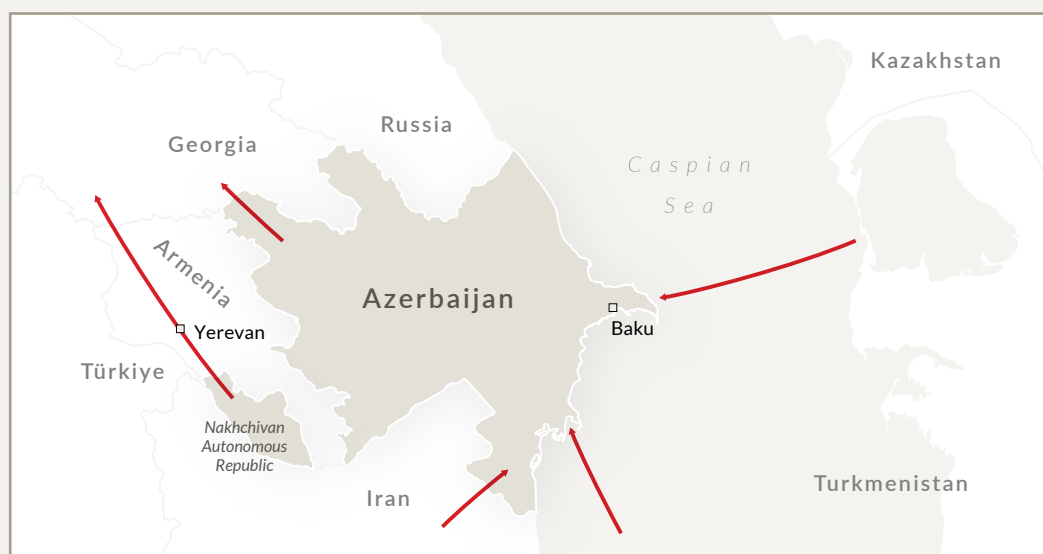 Kazakhstan
Russia
Georgia
Caspian
Sea
Armenia
Azerbaijan
Baku
Yerevan
Türkiye
Nakhchivan
Autonomous
Republic
Iran
Turkmenistan